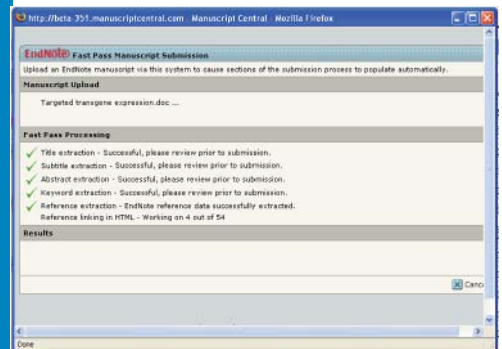 http://beta-351.manuscriptcentral.com - Manuscript Central - Mozilla Firefox
EndNote Fast Pass Manuscript Submission
Upload an EndNote manuscript via this system to cause sections of the submission process to populate automatically.
Manuscript Upload
Targeted transgene expression.doc ...
Fast Pass Processing
Title extraction - Successful, please review prior to submission.
Subtitle extraction - Successful, please review prior to submission.
Abstract extraction - Successful, please review prior to submission.
Keyword extraction - Successful, please review prior to submission.
Reference extraction - EndNote reference data successfully extracted.
Reference linking in HTML - Working on 4 out of 54
Results
Canc
Done